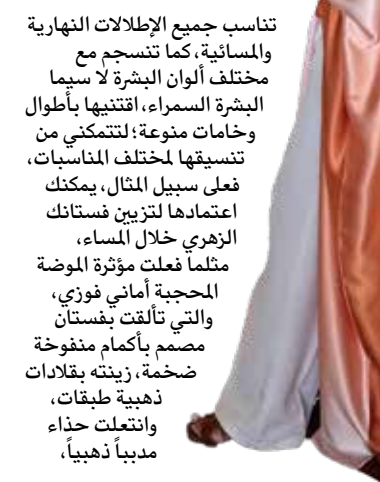 تناسب جميع الإطلالات النهارية
والمسائية، كما تنسجم مع
مختلف ألوان البشرة لا سيما
البشرة السمراء، اقتنيها بأطوال
وخامات منوعة؛ لتتمكني من
تنسيقها لمختلف المناسبات،
فعلى سبيل المثال، يمكنك
اعتمادها لتزيين فستانك
الزهري خلال المساء،
مثلما فعلت مؤثرة الموضة
المحجبة أماني فوزي،
والتي تألقت بفستان
مصمم بأكمام منفوخة
ضخمة، زينته بقلادات
ذهبية طبقات،
وانتعلت حذاء
مدبباً ذهبياً،